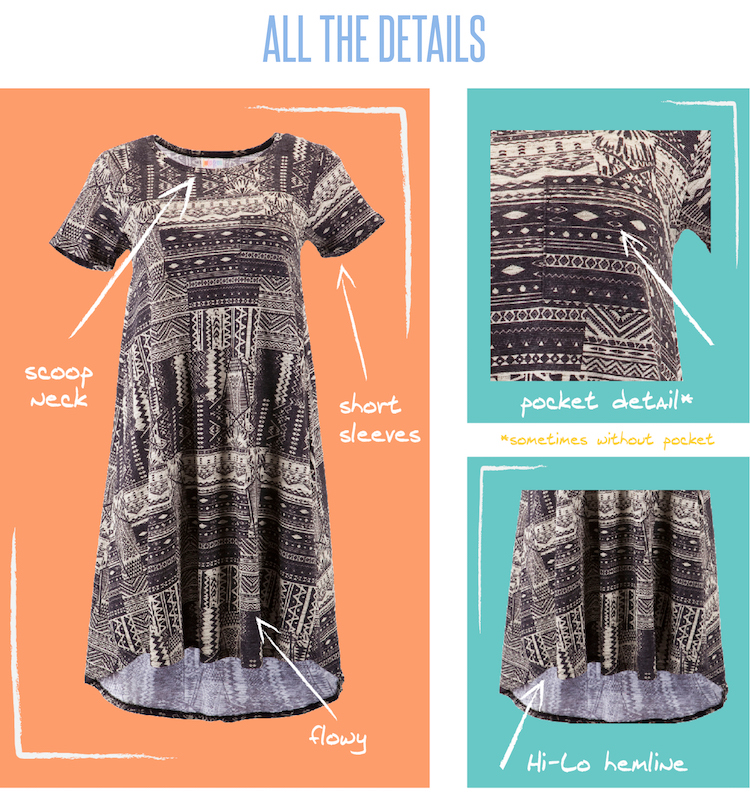 ALL THE DETAILS
scoop
neck
short
sleeves
flowy
pocket detail*
*sometimes without pocket
Hi-Lo hemline